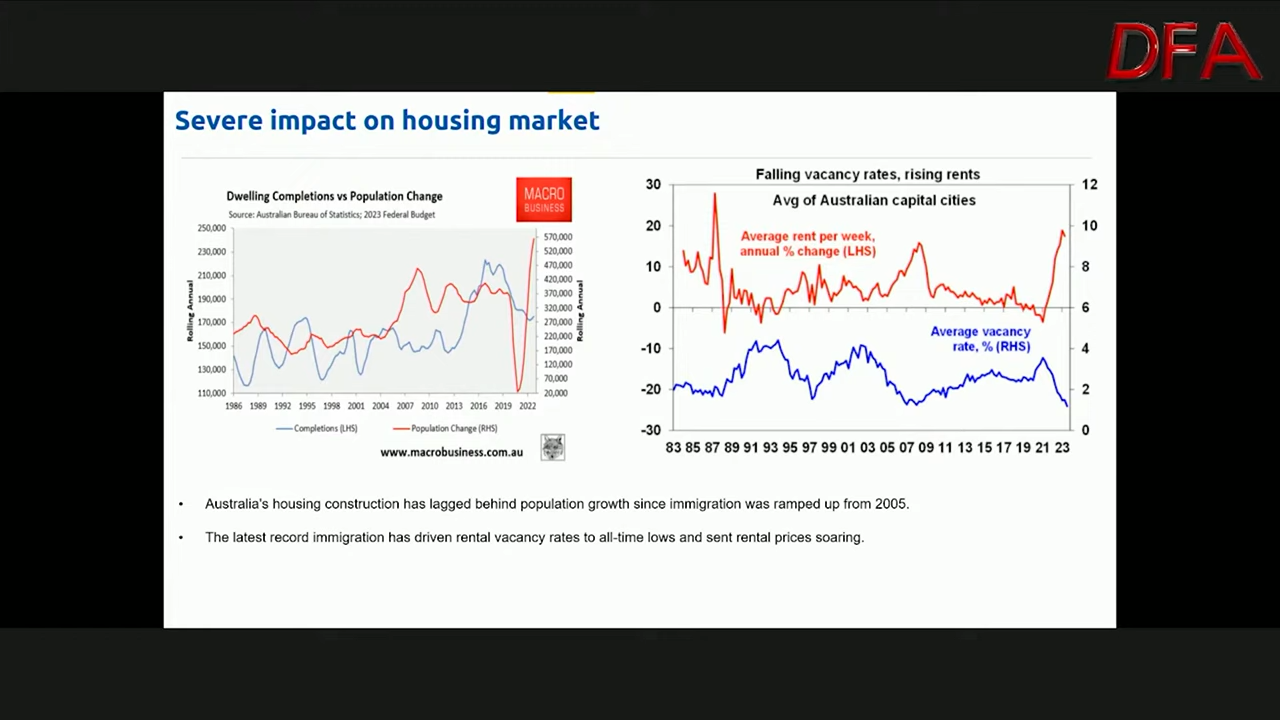 DFA
Severe impact on housing market
Dwelling Completions vs Population Change
Source: Australian Bureau of Statistics; 2023 Federal Budget
MACRO
BUSINESS
250,000
230,000
210,000
190,000
170,000
150,000
130,000
110,000
Rolling Annual
570,000
520,000
470,000
420,000
370,000
320,000
270,000
220,000
170,000
120,000
70,000
20,000
Rolling Annual
1986 1989 1992 1995 1998 2001 2004 2007 2010 2013 2016 2019 2022
Completions (LHS)
Population Change (RHS)
www.macrobusiness.com.au
Falling vacancy rates, rising rents
Avg of Australian capital cities
Average rent per week,
annual % change (LHS)
Average vacancy
rate, % (RHS)
30
20
10
0
-10
-20
-30
12
10
8
6
4
2
0
83 85 87 89 91 93 95 97 99 01 03 05 07 09 11 13 15 17 19 21 23
• Australia's housing construction has lagged behind population growth since immigration was ramped up from 2005.
• The latest record immigration has driven rental vacancy rates to all-time lows and sent rental prices soaring.